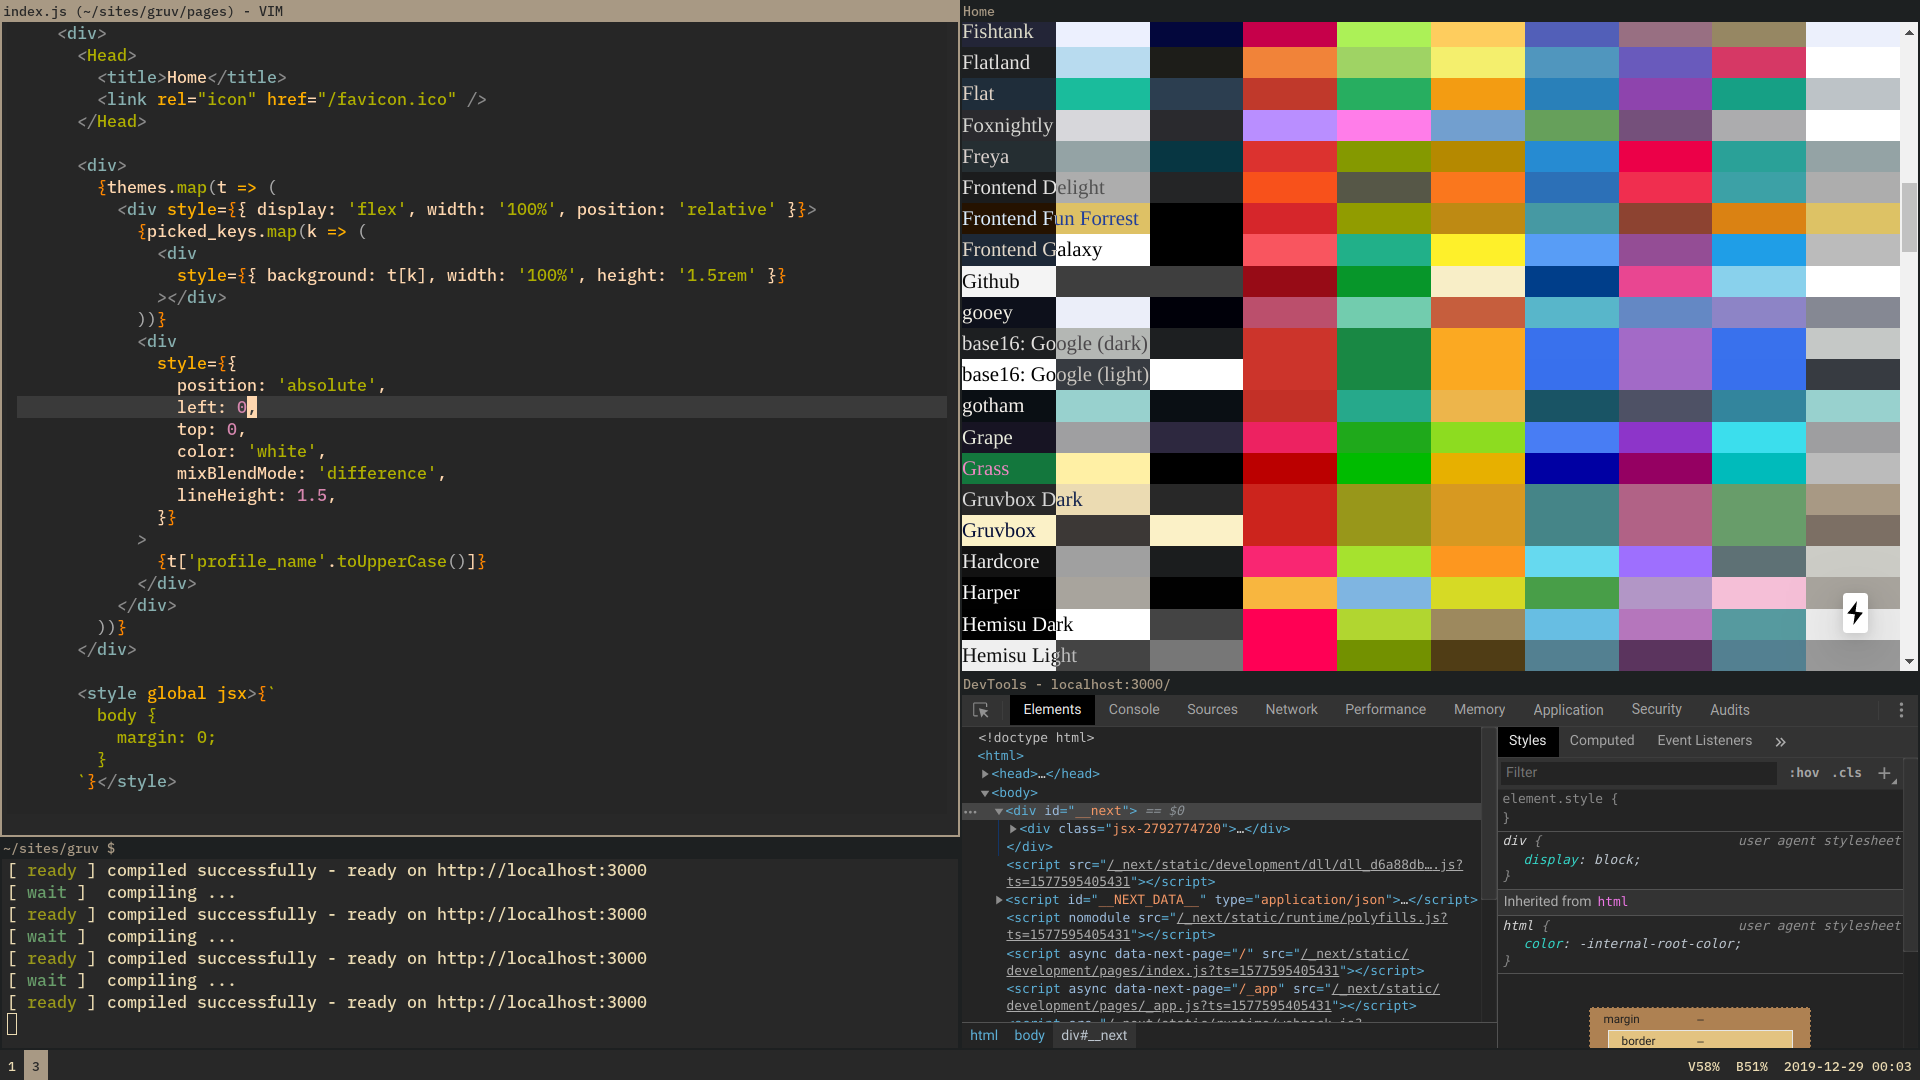 index.js (~/sites/gruv/pages) - VIM
<div>
<Head>
<title>Home</title>
<link rel="icon" href="/favicon.ico" />
</Head>
<div>
{themes.map(t => (
<div style={{ display: 'flex', width: '100%', position: 'relative' }}>
{picked_keys.map(k => (
<div
style={{ background: t[k], width: '100%', height: '1.5rem' }}
></div>
))}
<div
style={{
position: 'absolute',
left: 0,
top: 0,
color: 'white',
mixBlendMode: 'difference',
lineHeight: 1.5,
}}
>
{t['profile_name'.toUpperCase()]}
</div>
</div>
))}
</div>
<style global jsx>{`
body {
margin: 0;
}
`}</style>
~/sites/gruv $
[ ready ] compiled successfully - ready on http://localhost:3000
[ wait ]  compiling ...
[ ready ] compiled successfully - ready on http://localhost:3000
[ wait ]  compiling ...
[ ready ] compiled successfully - ready on http://localhost:3000
[ wait ]  compiling ...
[ ready ] compiled successfully - ready on http://localhost:3000
Home
Fishtank
Flatland
Flat
Foxnightly
Freya
Frontend Delight
Frontend Fun Forrest
Frontend Galaxy
Github
gooey
base16: Google (dark)
base16: Google (light)
gotham
Grape
Grass
Gruvbox Dark
Gruvbox
Hardcore
Harper
Hemisu Dark
Hemisu Light
DevTools - localhost:3000/
Elements Console Sources Network Performance Memory Application Security Audits
<!doctype html>
<html>
<head>…</head>
<body>
<div id="__next"> == $0
<div class="jsx-2792774720">…</div>
</div>
<script src="/_next/static/development/dll/dll_d6a88db….js?
ts=1577595405431"></script>
<script id="__NEXT_DATA__" type="application/json">…</script>
<script nomodule src="/_next/static/runtime/polyfills.js?
ts=1577595405431"></script>
<script async data-next-page="/" src="/_next/static/
development/pages/index.js?ts=1577595405431"></script>
<script async data-next-page="/_app" src="/_next/static/
development/pages/_app.js?ts=1577595405431"></script>
html body div#__next
Styles Computed Event Listeners »
Filter :hov .cls +
element.style {
}
div { user agent stylesheet
display: block;
}
Inherited from html
html { user agent stylesheet
color: -internal-root-color;
}
margin –
border –
1 3
V58% B51% 2019-12-29 00:03